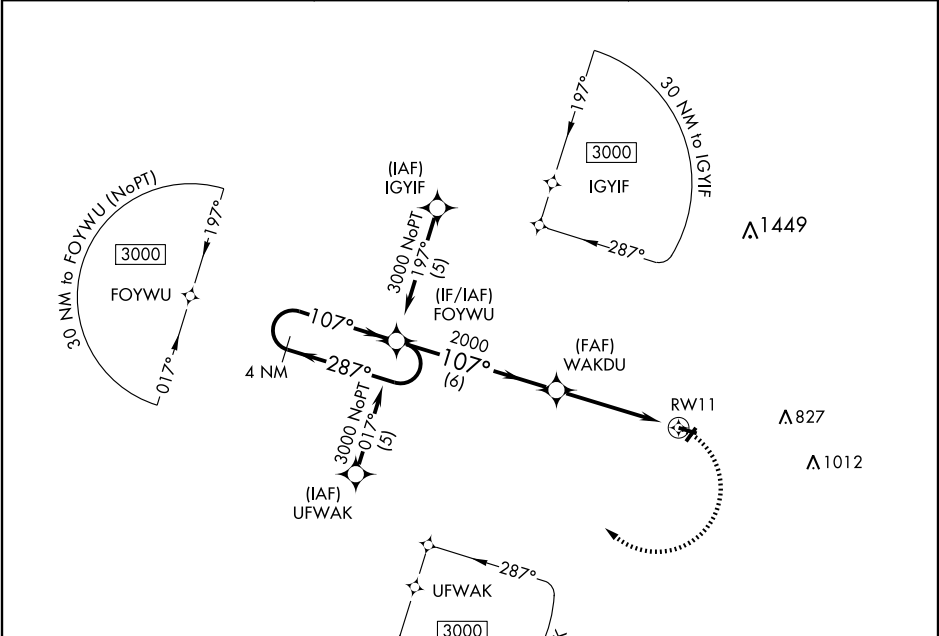 197°
30 NM to IGYIF
3000
IGYIF
287°
1449
30 NM to FOYWU (NoPT)
197°
3000
FOYWU
017°
(IAF)
IGYIF
3000 NoPT
197°
(5)
(IF/IAF)
FOYWU
107°
287°
4 NM
2000
107°
(6)
(FAF)
WAKDU
RW11
827
1012
3000 NoPT
017°
(5)
(IAF)
UFWAK
287°
UFWAK
3000